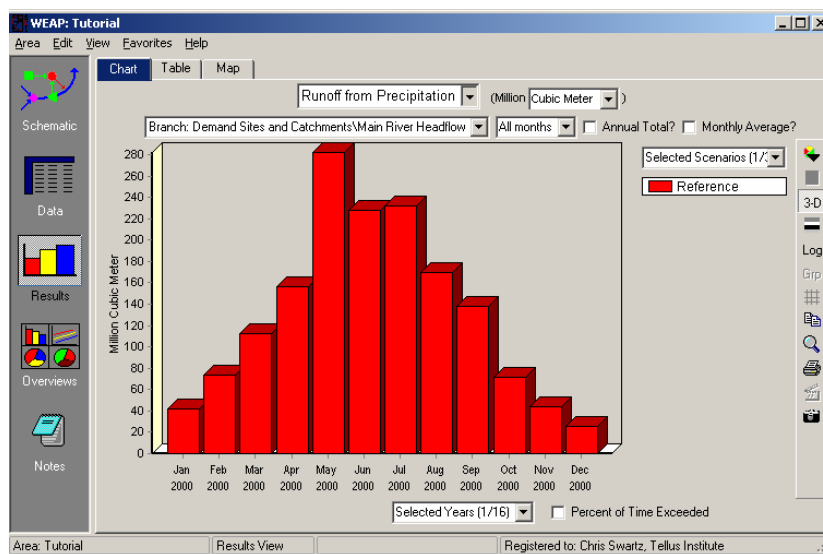 WEAP: Tutorial
Area Edit View Favorites Help
Chart Table Map
Runoff from Precipitation (Million Cubic Meter )
Schematic
Branch: Demand Sites and Catchments\Main River Headflow All months Annual Total? Monthly Average?
Selected Scenarios (1/
Reference
3-D
Log
Grp
Data
Results
Overviews
Notes
Million Cubic Meter
280
260
240
220
200
180
160
140
120
100
80
60
40
20
0
Jan Feb Mar Apr May Jun Jul Aug Sep Oct Nov Dec
2000 2000 2000 2000 2000 2000 2000 2000 2000 2000 2000 2000
Selected Years (1/16) Percent of Time Exceeded
Area: Tutorial Results View Registered to: Chris Swartz, Tellus Institute